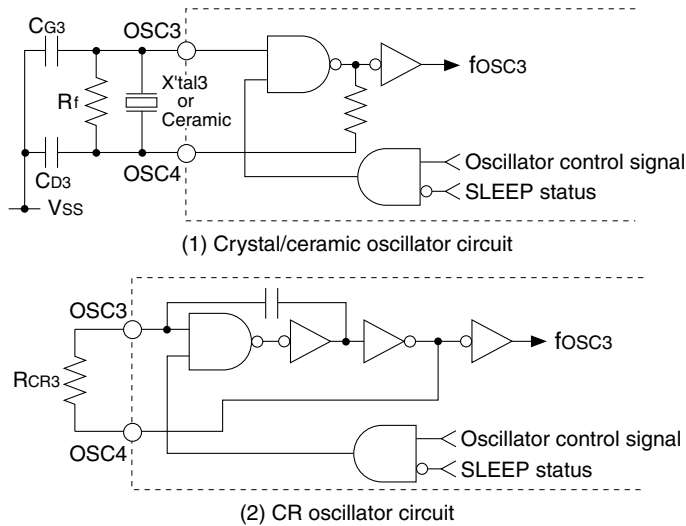 CG3
OSC3
Rf
X'tal3
or
Ceramic
fOSC3
CD3
OSC4
VSS
Oscillator control signal
SLEEP status
(1) Crystal/ceramic oscillator circuit
OSC3
RCR3
fOSC3
OSC4
Oscillator control signal
SLEEP status
(2) CR oscillator circuit